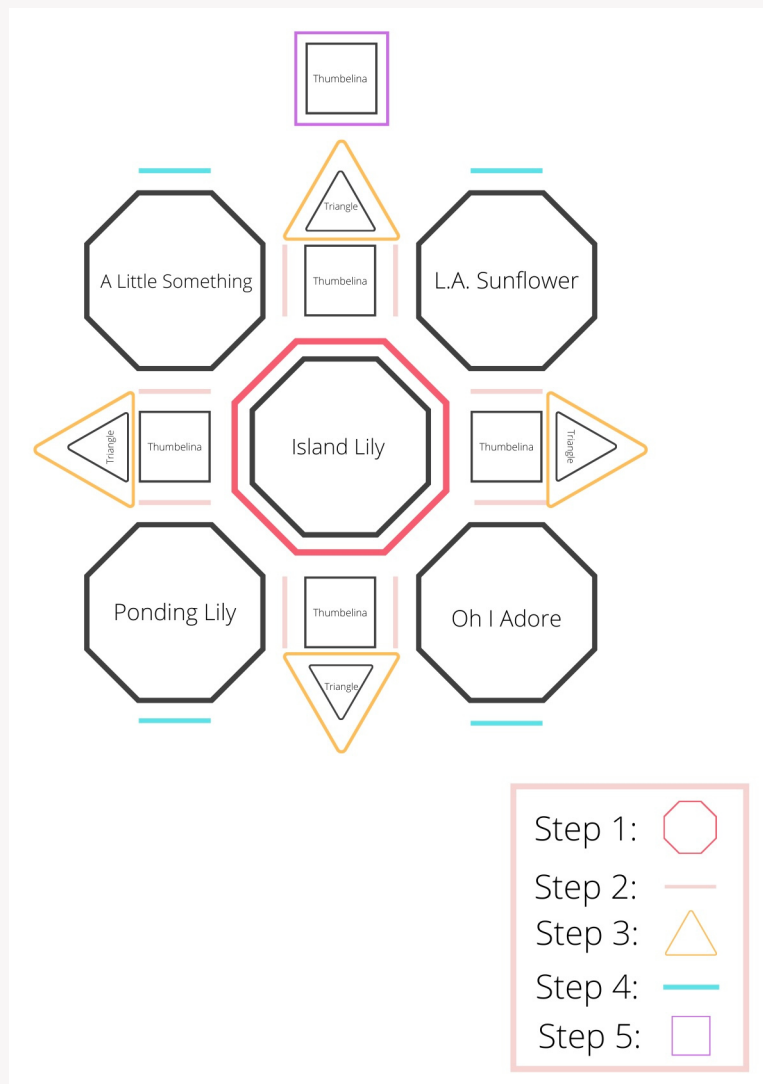 Thumbelina
Triangle
A Little Something
Thumbelina
L.A. Sunflower
Triangle
Thumbelina
Island Lily
Thumbelina
Triangle
Ponding Lily
Thumbelina
Oh I Adore
Triangle
Step 1:
Step 2:
Step 3:
Step 4:
Step 5: